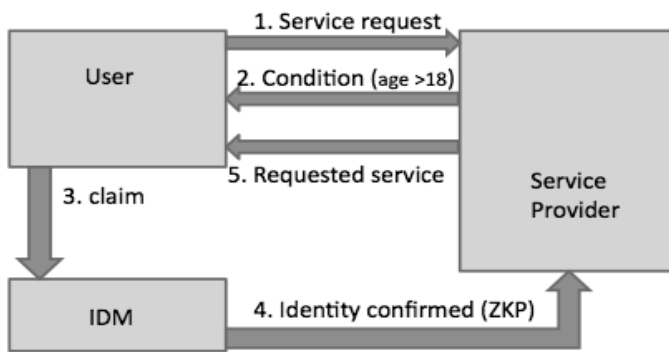 1. Service request
User
2. Condition (age >18)
5. Requested service
3. claim
Service
Provider
IDM
4. Identity confirmed (ZKP)